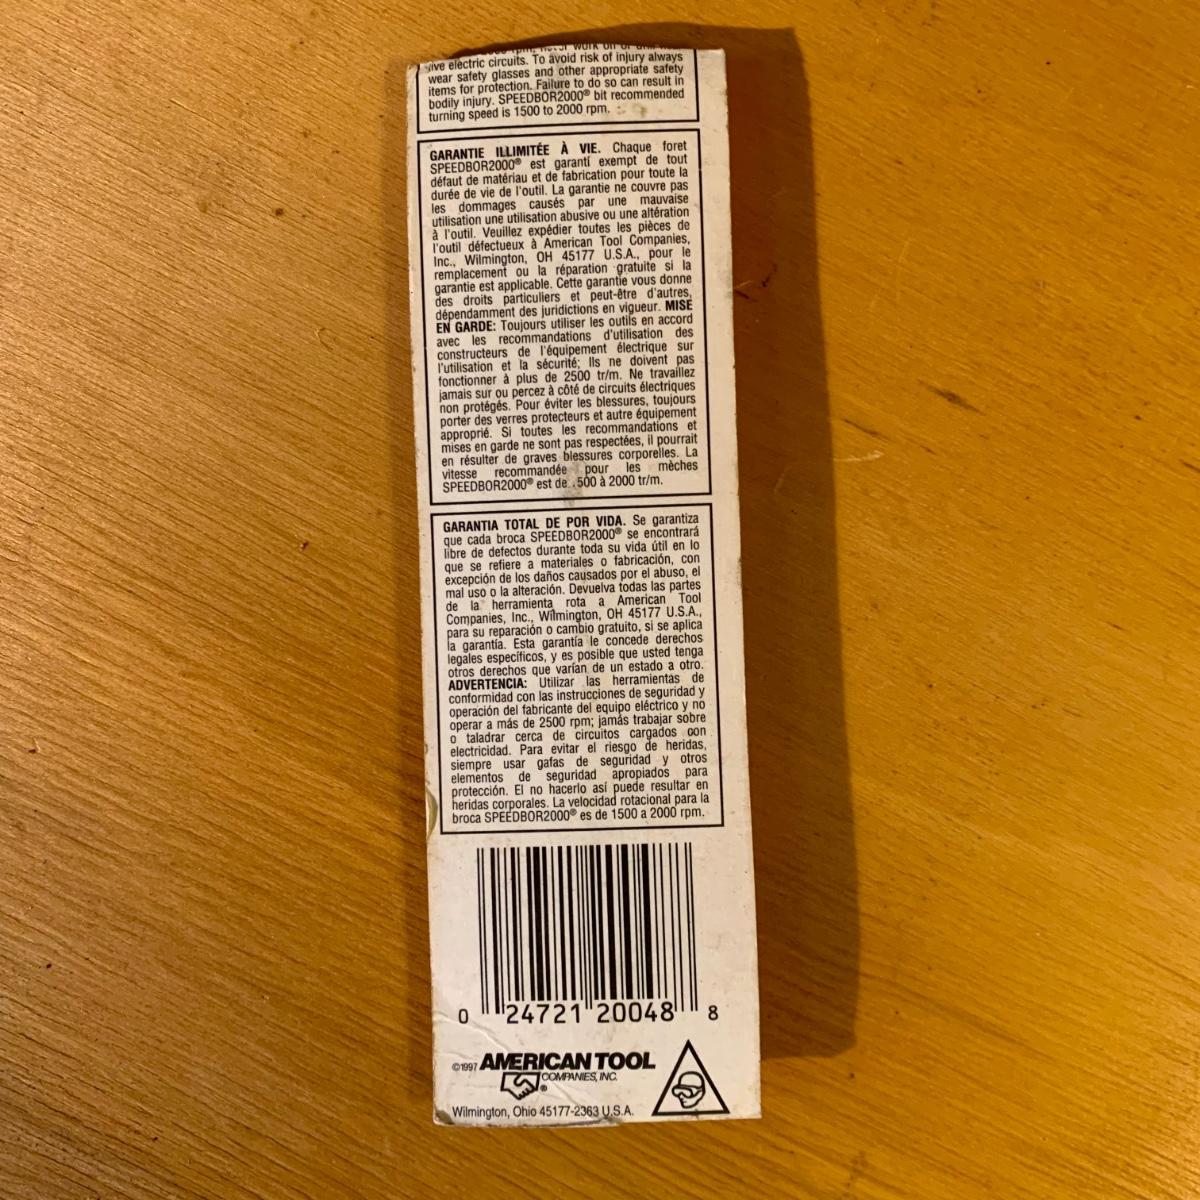 WORK ON OR
live electric circuits. To avoid risk of injury always
wear safety glasses and other appropriate safety
items for protection. Failure to do so can result in
bodily injury. SPEEDBOR2000® bit recommended
turning speed is 1500 to 2000 rpm.
GARANTIE ILLIMITÉE À VIE. Chaque foret
SPEEDBOR2000® est garanti exempt de tout
défaut de matériau et de fabrication pour toute la
durée de vie de l'outil. La garantie ne couvre pas
les dommages causés par une mauvaise
utilisation une utilisation abusive ou une altération
à l'outil. Veuillez expédier toutes les pièces de
l'outil défectueux à American Tool Companies,
Inc., Wilmington, OH 45177 U.S.A., pour le
remplacement ou la réparation gratuite si la
garantie est applicable. Cette garantie vous donne
des droits particuliers et peut-être d'autres,
dépendamment des juridictions en vigueur. MISE
EN GARDE: Toujours utiliser les outils en accord
avec les recommandations d'utilisation des
constructeurs de l'équipement électrique sur
l'utilisation et la sécurité; Ils ne doivent pas
fonctionner à plus de 2500 tr/m. Ne travaillez
jamais sur ou percez à côté de circuits électriques
non protégés. Pour éviter les blessures, toujours
porter des verres protecteurs et autre équipement
approprié. Si toutes les recommandations et
mises en garde ne sont pas respectées, il pourrait
en résulter de graves blessures corporelles. La
vitesse recommandée pour les mèches
SPEEDBOR2000® est de 500 à 2000 tr/m.
GARANTIA TOTAL DE POR VIDA. Se garantiza
que cada broca SPEEDBOR2000® se encontrará
libre de defectos durante toda su vida útil en lo
que se refiere a materiales o fabricación, con
excepción de los daños causados por el abuso, el
mal uso o la alteración. Devuelva todas las partes
de la herramienta rota a American Tool
Companies, Inc., Wilmington, OH 45177 U.S.A.,
para su reparación o cambio gratuito, si se aplica
la garantía. Esta garantía le concede derechos
legales específicos, y es posible que usted tenga
otros derechos que varían de un estado a otro.
ADVERTENCIA: Utilizar las herramientas de
conformidad con las instrucciones de seguridad y
operación del fabricante del equipo eléctrico y no
operar a más de 2500 rpm; jamás trabajar sobre
o taladrar cerca de circuitos cargados con
electricidad. Para evitar el riesgo de heridas,
siempre usar gafas de seguridad y otros
elementos de seguridad apropiados para
protección. El no hacerlo así puede resultar en
heridas corporales. La velocidad rotacional para la
broca SPEEDBOR2000® es de 1500 a 2000 rpm.
0 24721 20048 8
©1997 AMERICAN TOOL
COMPANIES, INC.
®
Wilmington, Ohio 45177-2363 U.S.A.